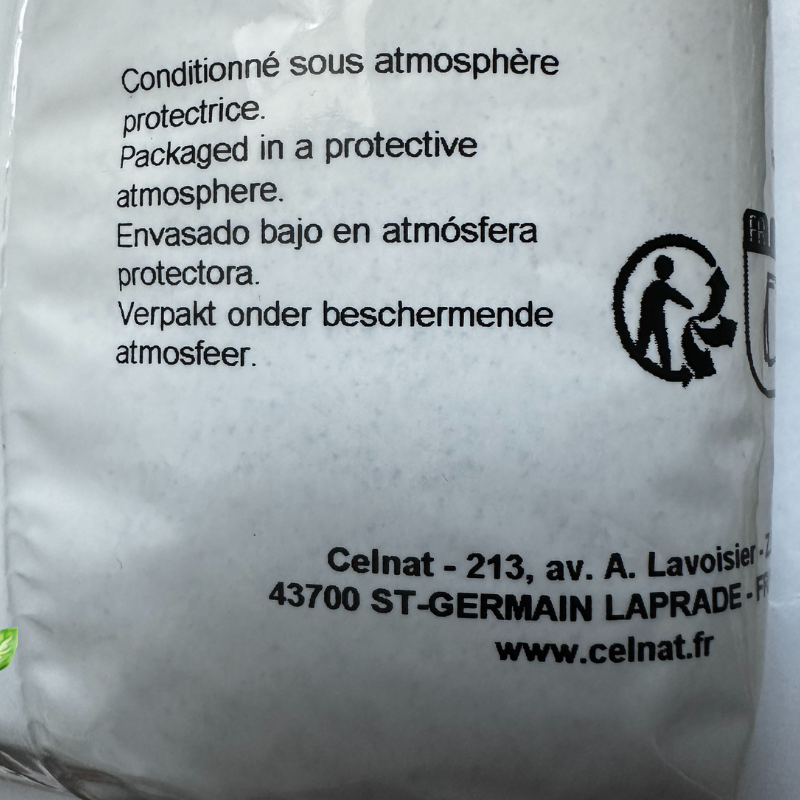 Conditionné sous atmosphère
protectrice.
Packaged in a protective
atmosphere.
Envasado bajo en atmósfera
protectora.
Verpakt onder beschermende
atmosfeer.
FR
Celnat - 213, av. A. Lavoisier -
43700 ST-GERMAIN LAPRADE -
www.celnat.fr